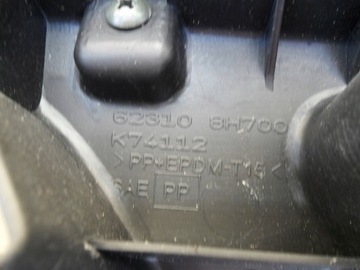 62310 8H700
K74112
>PP+EPDM-T15<
SAE PP